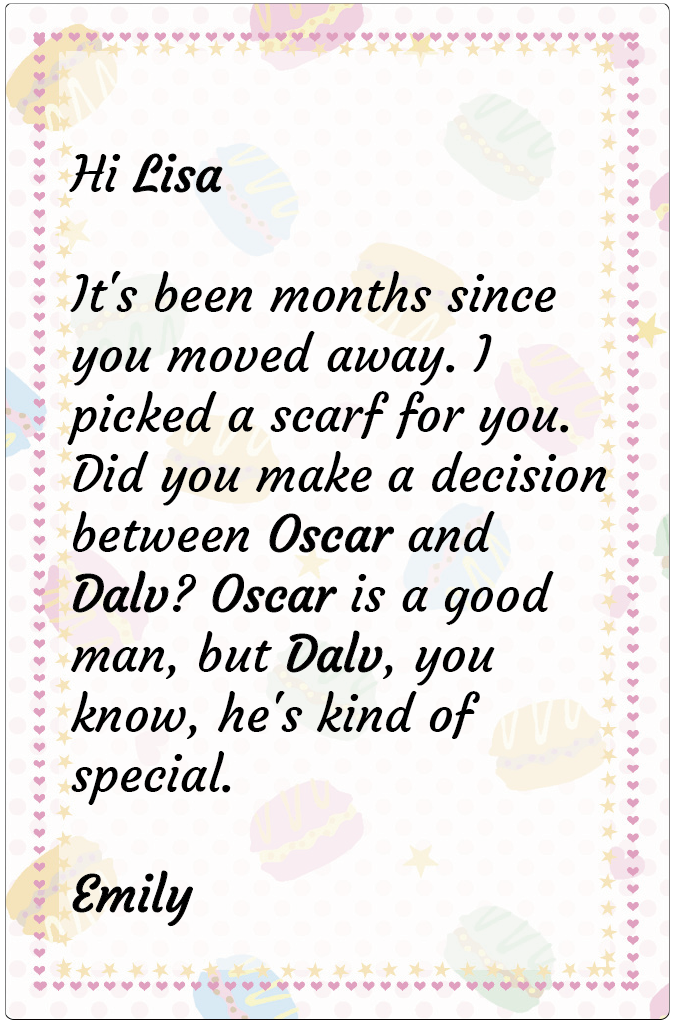 Hi Lisa
It's been months since
you moved away. I
picked a scarf for you.
Did you make a decision
between Oscar and
Dalv? Oscar is a good
man, but Dalv, you
know, he's kind of
special.
Emily